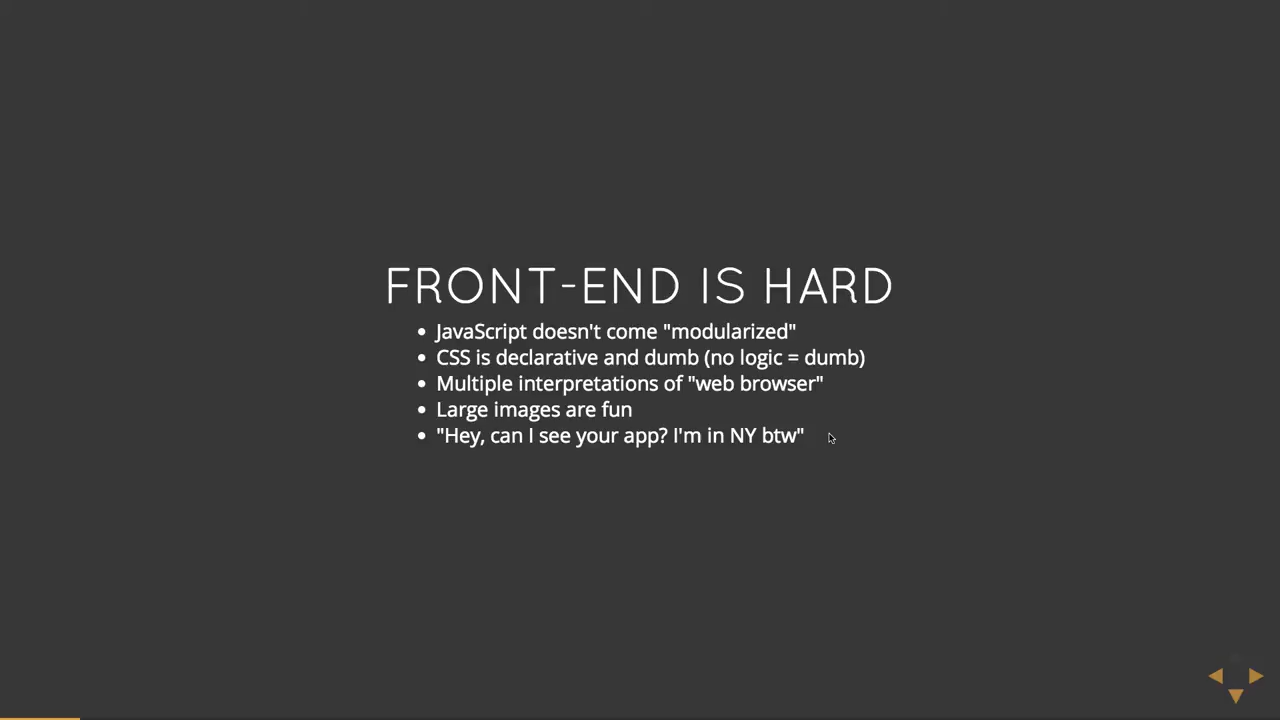 FRONT-END IS HARD
• JavaScript doesn't come "modularized"
• CSS is declarative and dumb (no logic = dumb)
• Multiple interpretations of "web browser"
• Large images are fun
• "Hey, can I see your app? I'm in NY btw"